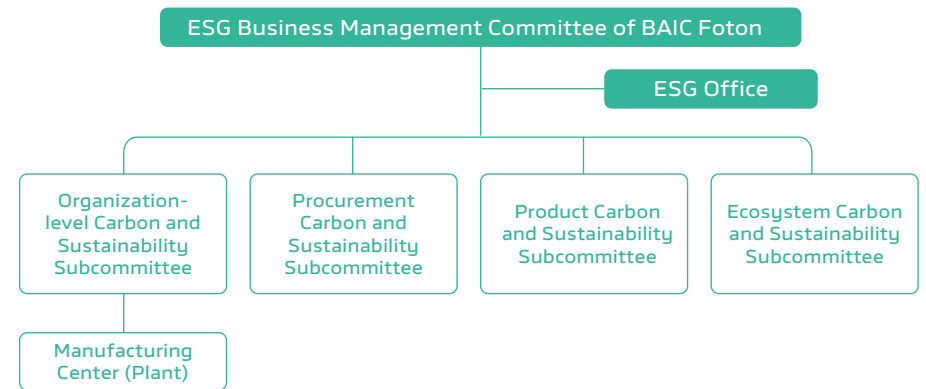 ESG Business Management Committee of BAIC Foton
ESG Office
Organization-
level Carbon and
Sustainability
Subcommittee
Procurement
Carbon and
Sustainability
Subcommittee
Product Carbon
and Sustainability
Subcommittee
Ecosystem Carbon
and Sustainability
Subcommittee
Manufacturing
Center (Plant)